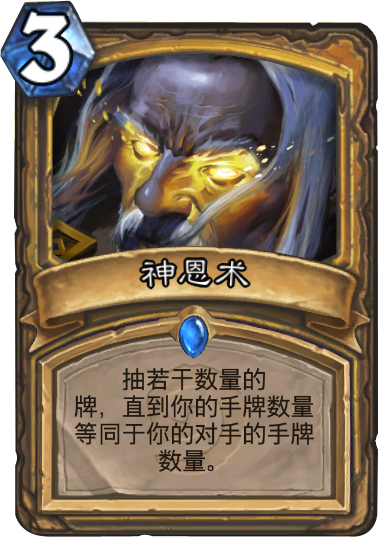 3
神恩术
抽若干数量的
牌，直到你的手牌数量
等同于你的对手的手牌
数量。